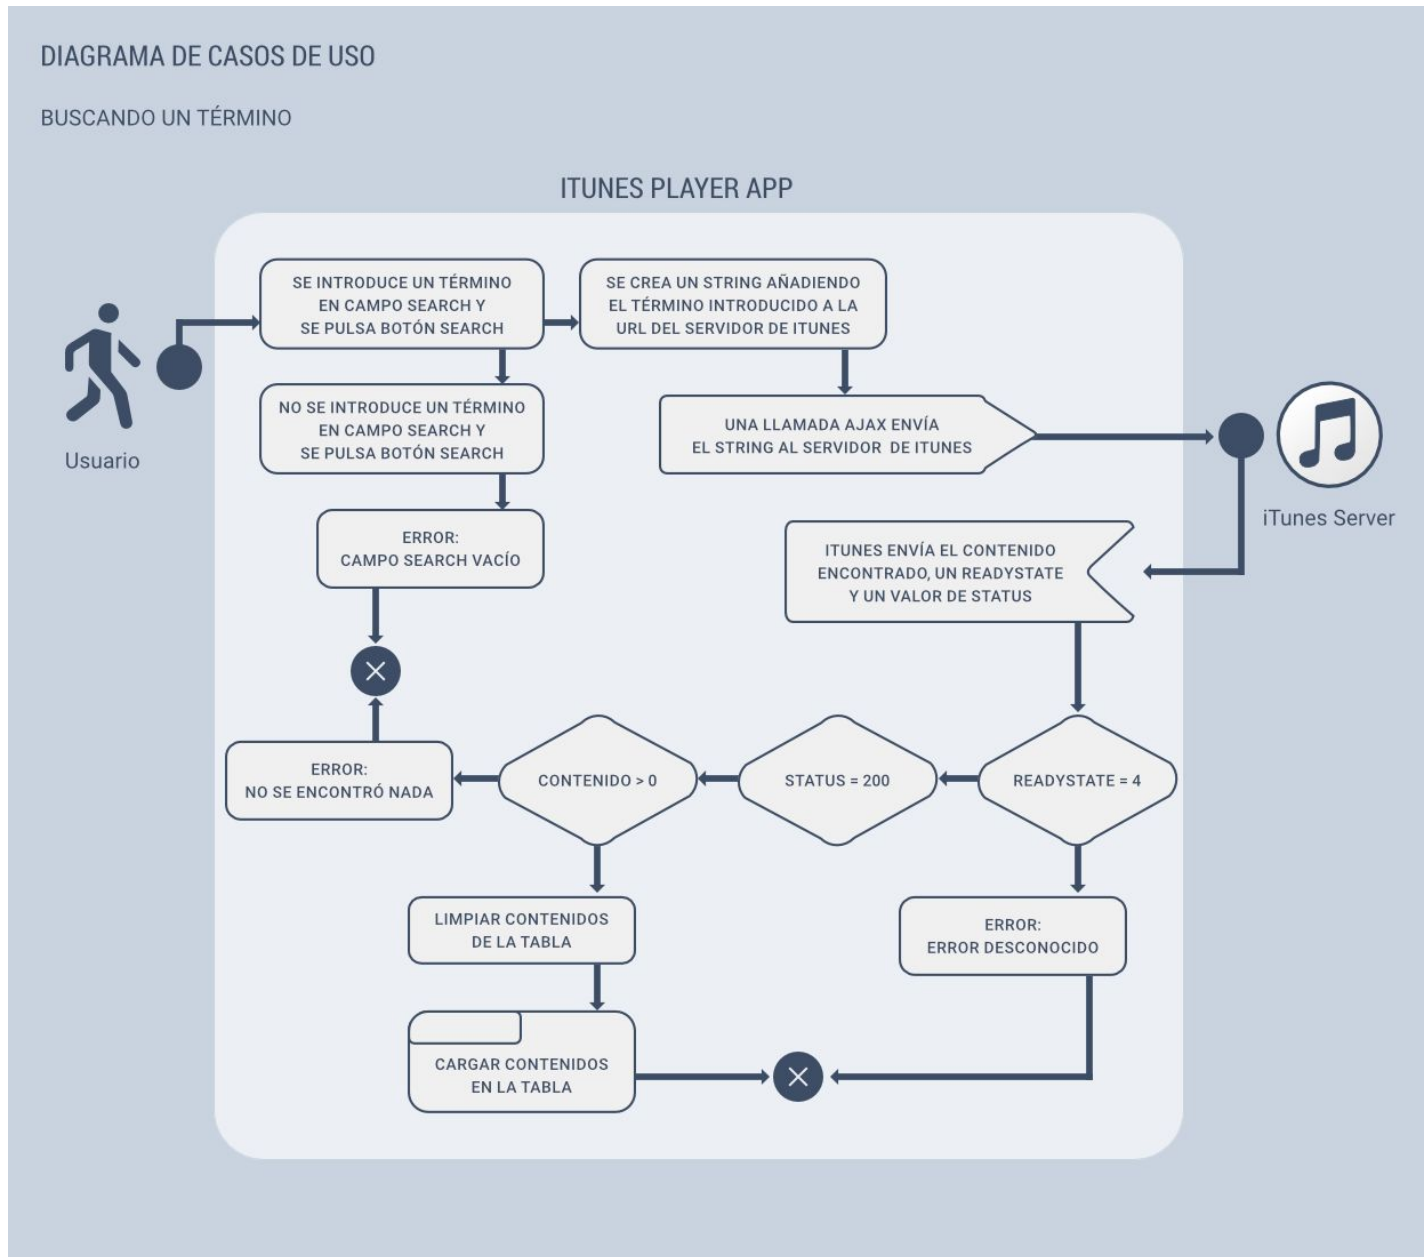 DIAGRAMA DE CASOS DE USO
BUSCANDO UN TÉRMINO
ITUNES PLAYER APP
SE INTRODUCE UN TÉRMINO
EN CAMPO SEARCH Y
SE PULSA BOTÓN SEARCH
SE CREA UN STRING AÑADIENDO
EL TÉRMINO INTRODUCIDO A LA
URL DEL SERVIDOR DE ITUNES
Usuario
NO SE INTRODUCE UN TÉRMINO
EN CAMPO SEARCH Y
SE PULSA BOTÓN SEARCH
UNA LLAMADA AJAX ENVÍA
EL STRING AL SERVIDOR DE ITUNES
iTunes Server
ERROR:
CAMPO SEARCH VACÍO
ITUNES ENVÍA EL CONTENIDO
ENCONTRADO, UN READYSTATE
Y UN VALOR DE STATUS
ERROR:
NO SE ENCONTRÓ NADA
CONTENIDO > 0
STATUS = 200
READYSTATE = 4
LIMPIAR CONTENIDOS
DE LA TABLA
ERROR:
ERROR DESCONOCIDO
CARGAR CONTENIDOS
EN LA TABLA